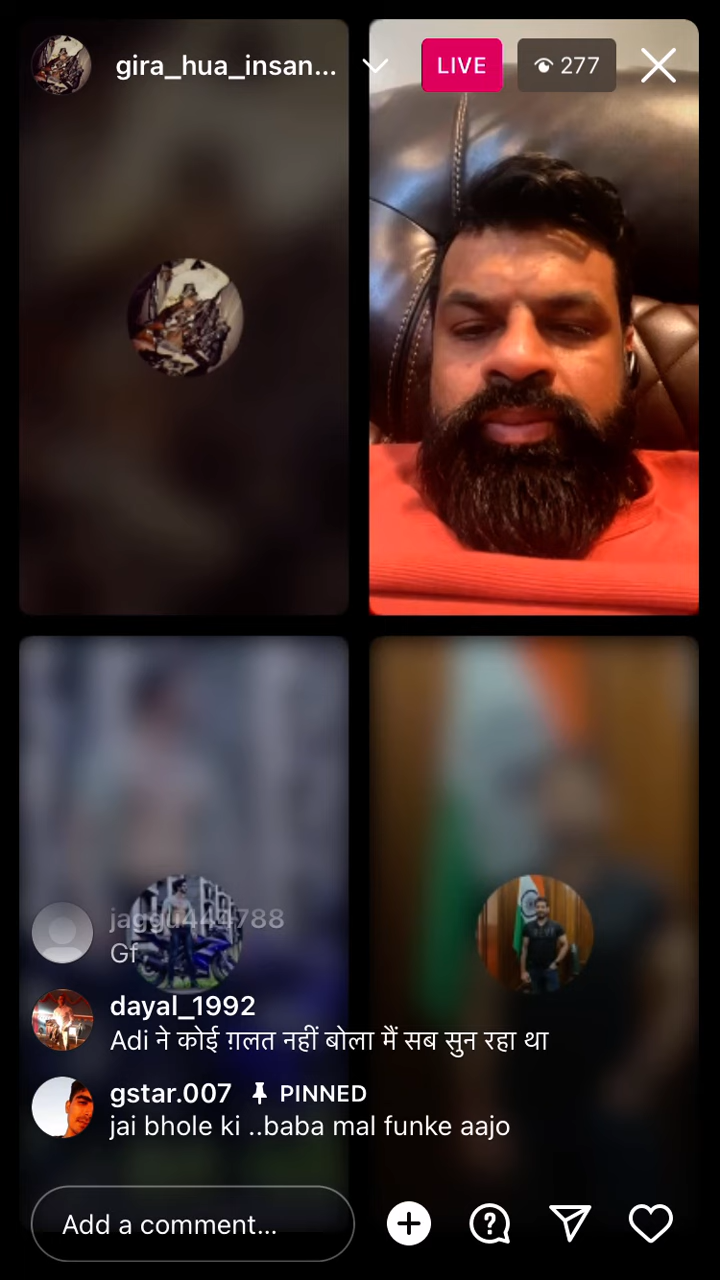 gira_hua_insan...
LIVE
277
jaggu444788
Gf
dayal_1992
Adi ने कोई ग़लत नहीं बोला मैं सब सुन रहा था
gstar.007 PINNED
jai bhole ki ..baba mal funke aajo
Add a comment...